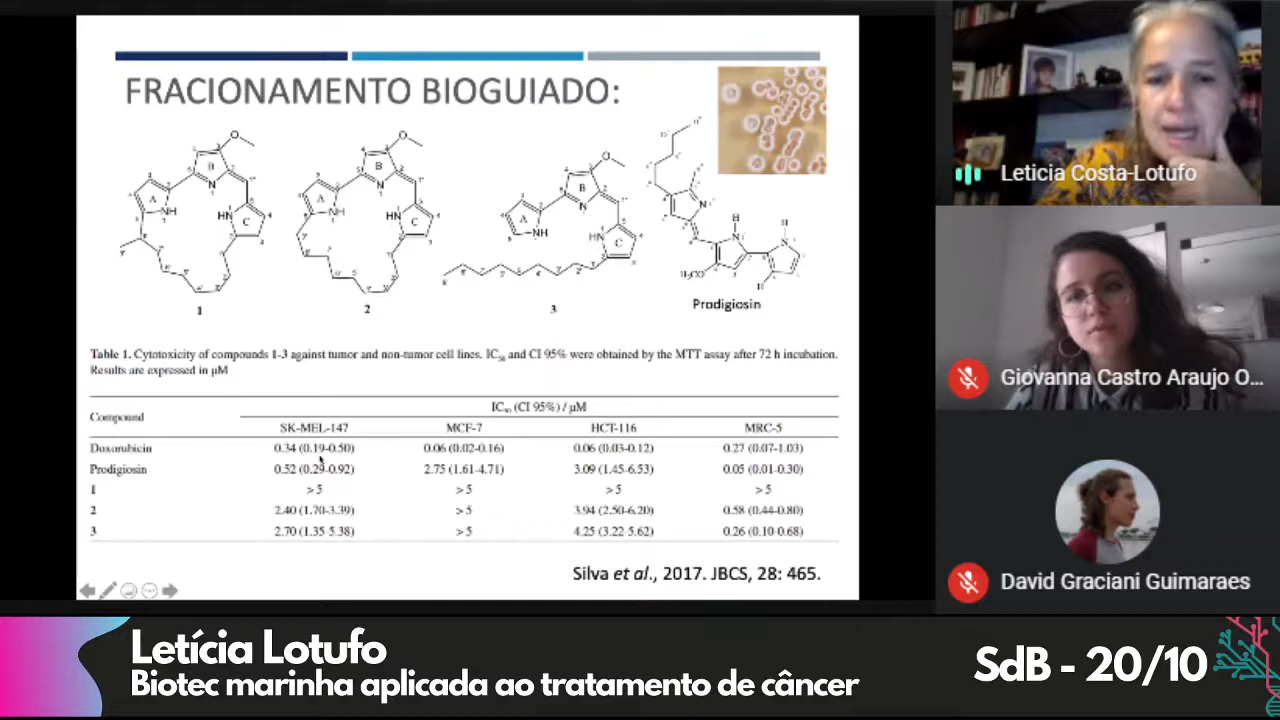 FRACIONAMENTO BIOGUIADO:
1
2
3
Prodigiosin
Table 1. Cytotoxicity of compounds 1-3 against tumor and non-tumor cell lines. IC50 and CI 95% were obtained by the MTT assay after 72 h incubation.
Results are expressed in μM
Compound
IC50 (CI 95%) / μM
SK-MEL-147 MCF-7 HCT-116 MRC-5
Doxorubicin 0.34 (0.19-0.50) 0.06 (0.02-0.16) 0.06 (0.03-0.12) 0.27 (0.07-1.03)
Prodigiosin 0.52 (0.29-0.92) 2.75 (1.61-4.71) 3.09 (1.45-6.53) 0.05 (0.01-0.30)
1 > 5 > 5 > 5 > 5
2 2.40 (1.70-3.39) > 5 3.94 (2.50-6.20) 0.58 (0.44-0.80)
3 2.70 (1.35-5.38) > 5 4.25 (3.22-5.62) 0.26 (0.10-0.68)
Silva et al., 2017. JBCS, 28: 465.
Leticia Costa-Lotufo
Giovanna Castro Araujo O...
David Graciani Guimaraes
Letícia Lotufo
Biotec marinha aplicada ao tratamento de câncer
SdB - 20/10